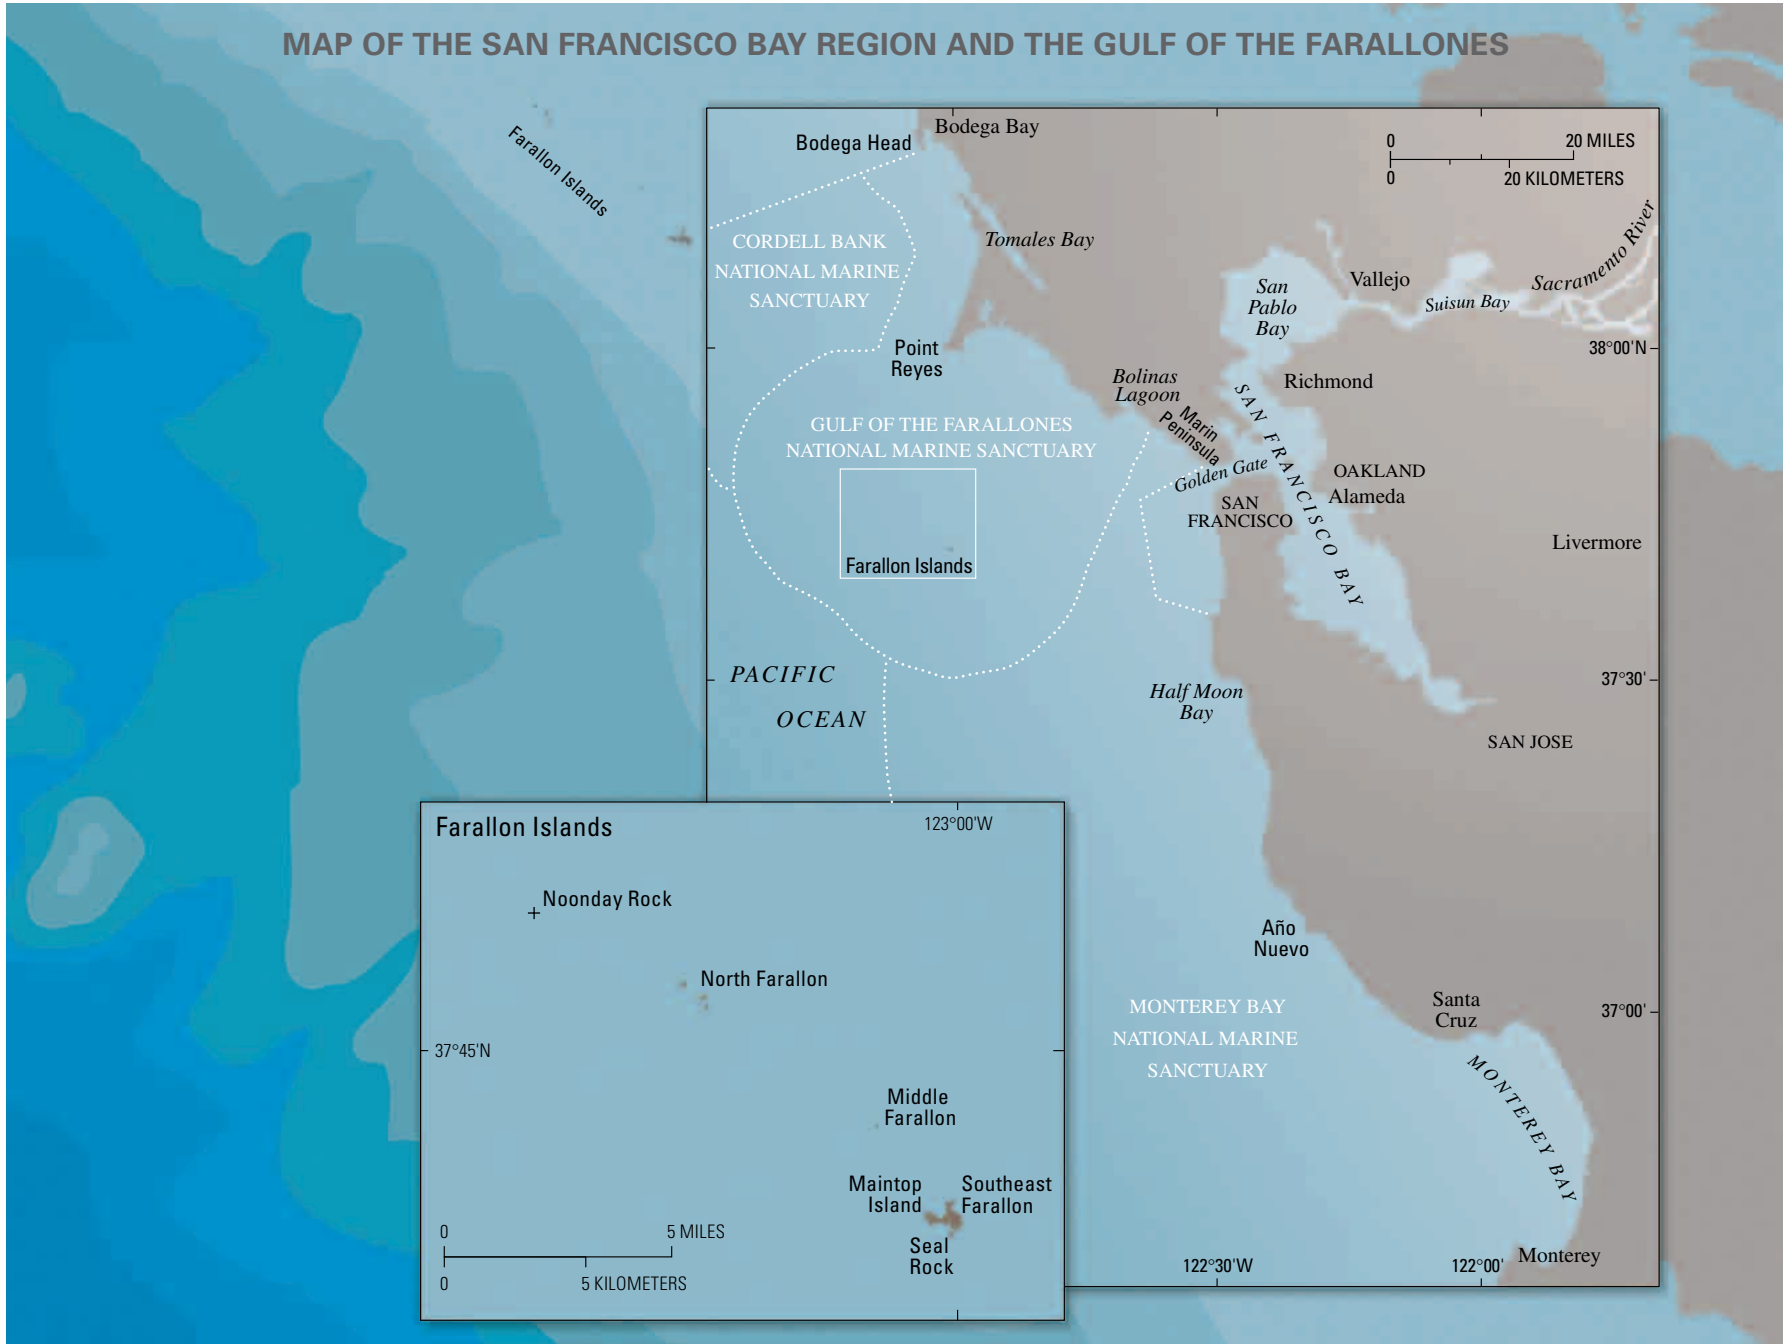 MAP OF THE SAN FRANCISCO BAY REGION AND THE GULF OF THE FARALLONES
Farallon Islands
Bodega Head
Bodega Bay
0 20 MILES
0 20 KILOMETERS
CORDELL BANK
NATIONAL MARINE
SANCTUARY
Tomales Bay
San
Pablo
Bay
Vallejo
Suisun Bay
Sacramento River
Point
Reyes
38°00'N
Bolinas
Lagoon
Marin
Peninsula
Richmond
GULF OF THE FARALLONES
NATIONAL MARINE SANCTUARY
Golden Gate
SAN FRANCISCO BAY
OAKLAND
Alameda
SAN
FRANCISCO
Livermore
Farallon Islands
PACIFIC
OCEAN
Half Moon
Bay
37°30'
SAN JOSE
Año
Nuevo
MONTEREY BAY
NATIONAL MARINE
SANCTUARY
Santa
Cruz
37°00'
MONTEREY BAY
Monterey
122°30'W
122°00'
Farallon Islands
123°00'W
Noonday Rock
North Farallon
37°45'N
Middle
Farallon
Maintop
Island
Southeast
Farallon
Seal
Rock
0 5 MILES
0 5 KILOMETERS